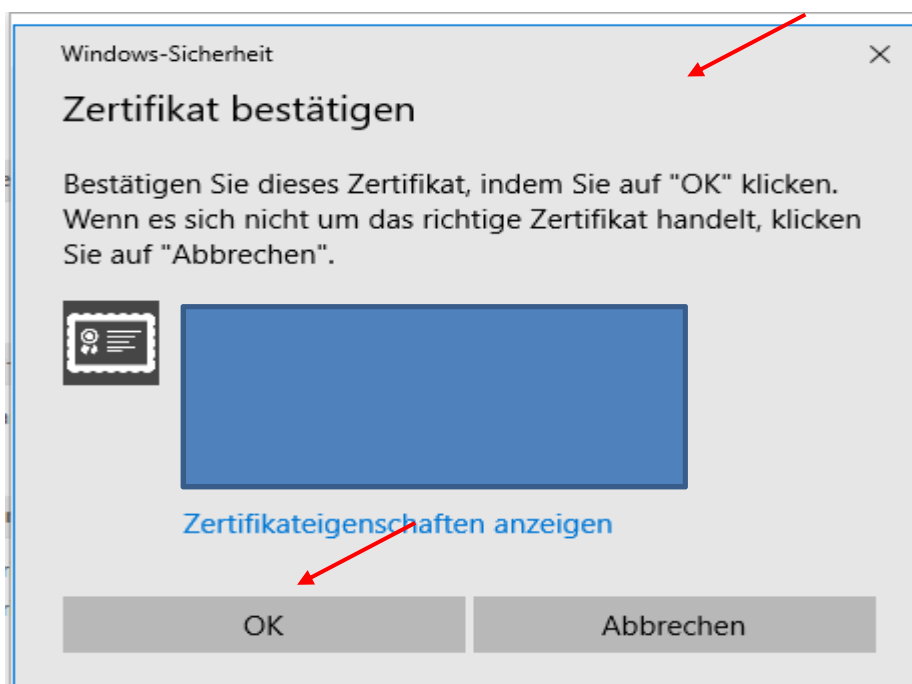 Windows-Sicherheit
Zertifikat bestätigen
Bestätigen Sie dieses Zertifikat, indem Sie auf "OK" klicken.
Wenn es sich nicht um das richtige Zertifikat handelt, klicken
Sie auf "Abbrechen".
Zertifikateigenschaften anzeigen
OK
Abbrechen